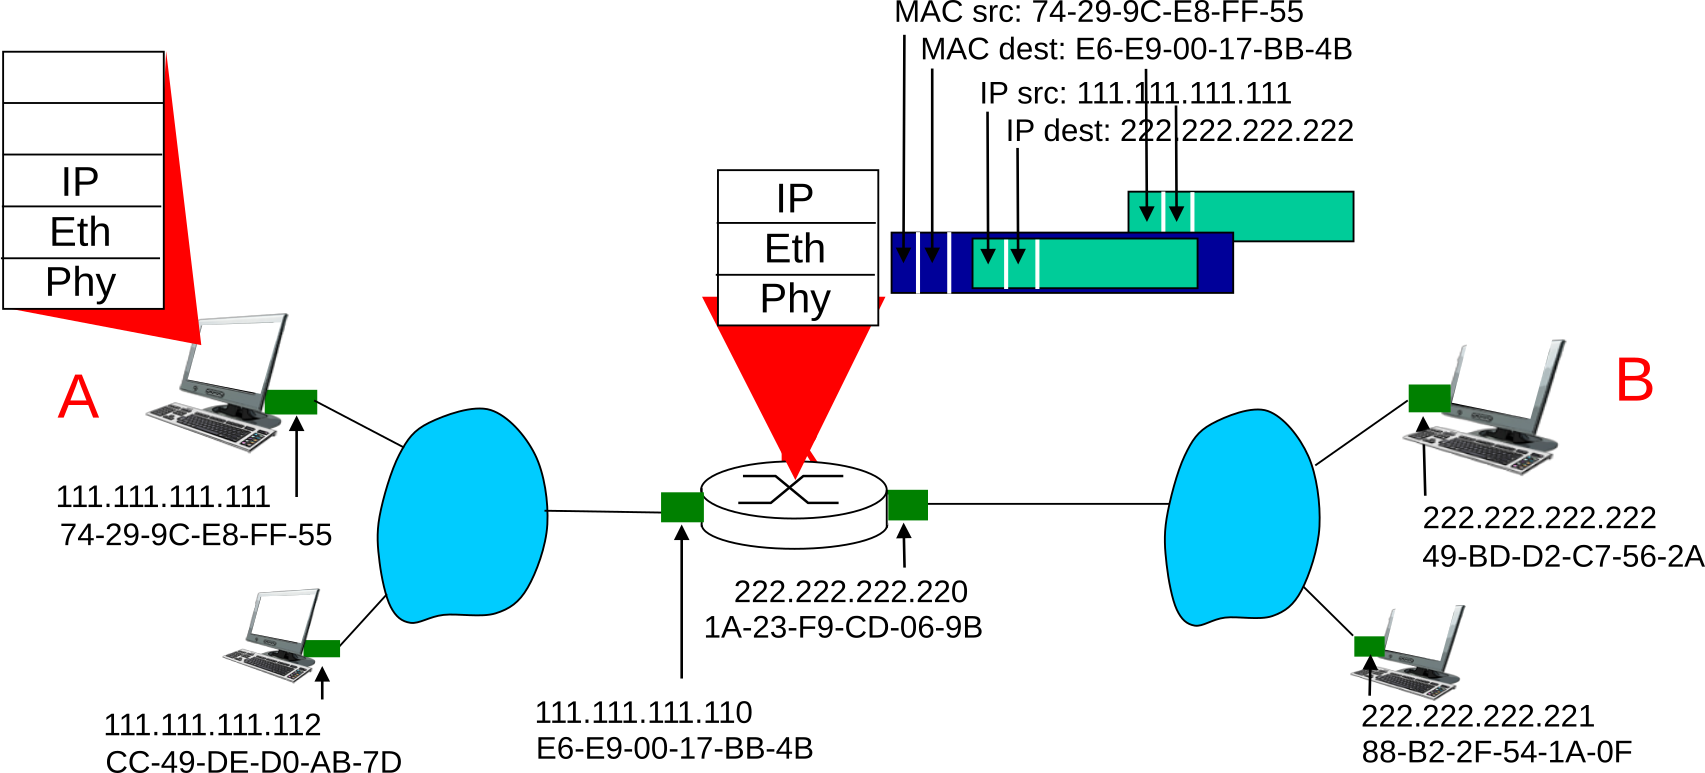 MAC src: 74-29-9C-E8-FF-55
MAC dest: E6-E9-00-17-BB-4B
IP src: 111.111.111.111
IP dest: 222.222.222.222
IP
Eth
Phy
IP
Eth
Phy
A
B
111.111.111.111
74-29-9C-E8-FF-55
222.222.222.222
49-BD-D2-C7-56-2A
222.222.222.220
1A-23-F9-CD-06-9B
111.111.111.112
CC-49-DE-D0-AB-7D
111.111.111.110
E6-E9-00-17-BB-4B
222.222.222.221
88-B2-2F-54-1A-0F